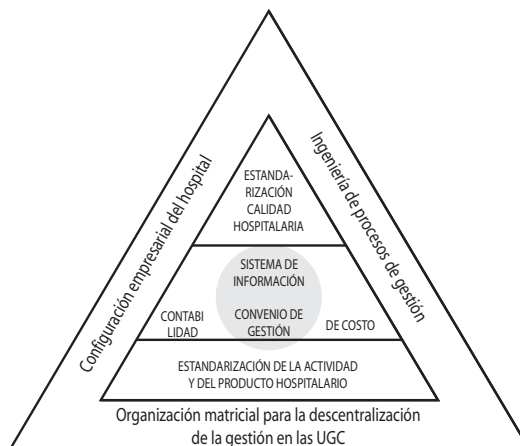 Configuración empresarial del hospital
Ingeniería de procesos de gestión
ESTANDA-
RIZACIÓN
CALIDAD
HOSPITALARIA
SISTEMA DE
INFORMACIÓN
CONTABI
LIDAD
CONVENIO DE
GESTIÓN
DE COSTO
ESTANDARIZACIÓN DE LA ACTIVIDAD
Y DEL PRODUCTO HOSPITALARIO
Organización matricial para la descentralización
de la gestión en las UGC